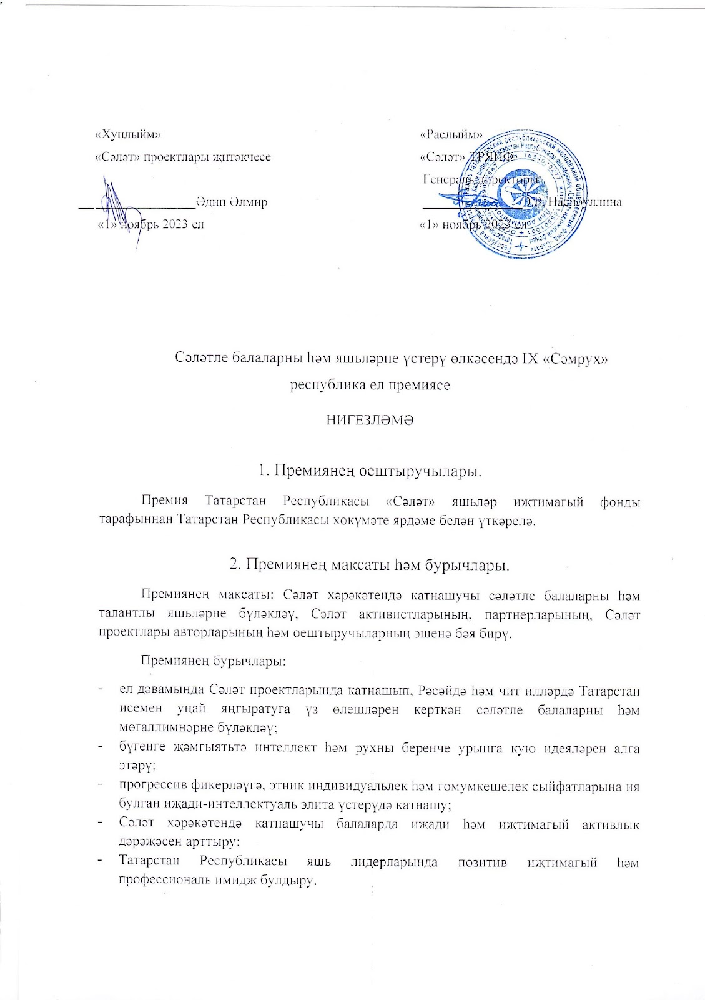 «Хуплыйм»
«Сәләт» проектлары җитәкчесе
Әдип Әлмир
«1» ноябрь 2023 ел
«Раслыйм»
«Сәләт» ТРЯИФ
Генераль директоры
Насибуллина
«1» ноябрь 2023 ел
Сәләтле балаларны һәм яшьләрне үстерү өлкәсендә IX «Сәмрух»
республика ел премиясе
НИГЕЗЛӘМӘ
1. Премиянең оештыручылары.
Премия Татарстан Республикасы «Сәләт» яшьләр иҗтимагый фонды
тарафыннан Татарстан Республикасы хөкүмәте ярдәме белән үткәрелә.
2. Премиянең максаты һәм бурычлары.
Премиянең максаты: Сәләт хәрәкәтендә катнашучы сәләтле балаларны һәм
талантлы яшьләрне бүләкләү, Сәләт активистларының, партнерларының, Сәләт
проектлары авторларының һәм оештыручыларның эшенә бәя бирү.
Премиянең бурычлары:
- ел дәвамында Сәләт проектларында катнашып, Рәсәйдә һәм чит илләрдә Татарстан
исемен уңай яңгыратуга үз өлешләрен керткән сәләтле балаларны һәм
мөгаллимнәрне бүләкләү;
- бүгенге җәмгыятьтә интеллект һәм рухны беренче урынга кую идеяләрен алга
этәрү;
- прогрессив фикерләүгә, этник индивидуальлек һәм гомумкешелек сыйфатларына ия
булган иҗади-интеллектуаль элита үстерүдә катнашу;
- Сәләт хәрәкәтендә катнашучы балаларда иҗади һәм иҗтимагый активлык
дәрәҗәсен арттыру;
- Татарстан Республикасы яшь лидерларында позитив иҗтимагый һәм
профессиональ имидж булдыру.